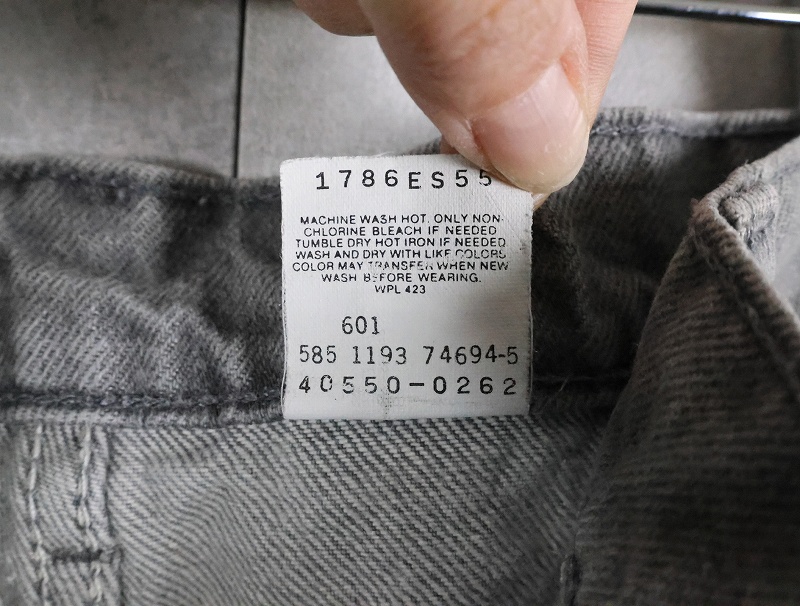 1786ES55
MACHINE WASH HOT. ONLY NON-
CHLORINE BLEACH IF NEEDED
TUMBLE DRY HOT IRON IF NEEDED
WASH AND DRY WITH LIKE COLORS
COLOR MAY TRANSFER WHEN NEW
WASH BEFORE WEARING.
WPL 423
601
585 1193 74694-5
40550-0262